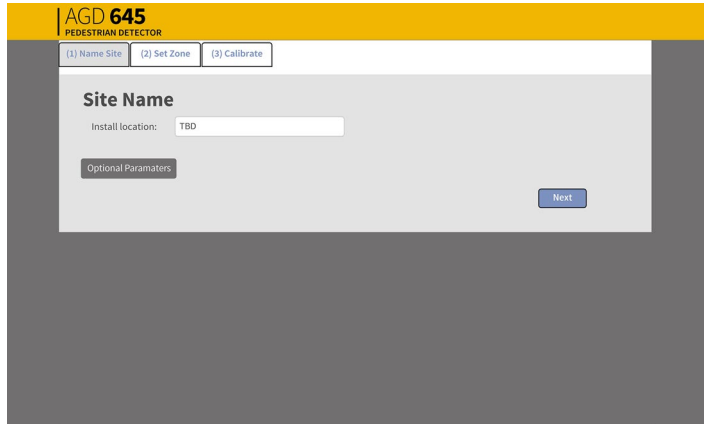 AGD 645
PEDESTRIAN DETECTOR
(1) Name Site (2) Set Zone (3) Calibrate
Site Name
Install location: TBD
Optional Paramaters
Next